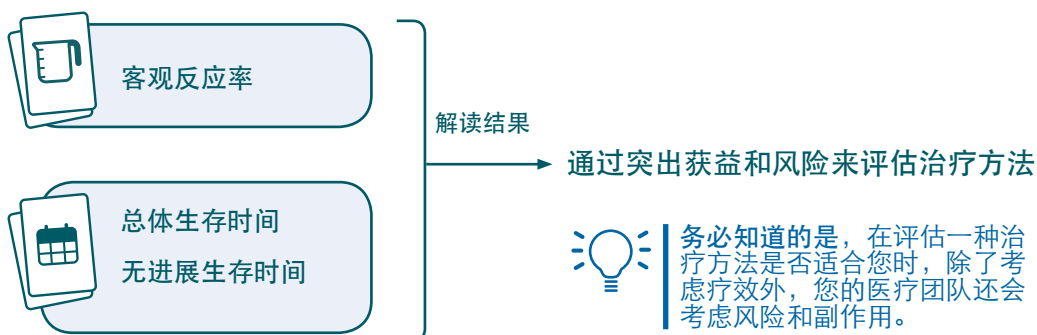 客观反应率
解读结果
通过突出获益和风险来评估治疗方法
总体生存时间
无进展生存时间
务必知道的是，在评估一种治
疗方法是否适合您时，除了考
虑疗效外，您的医疗团队还会
考虑风险和副作用。